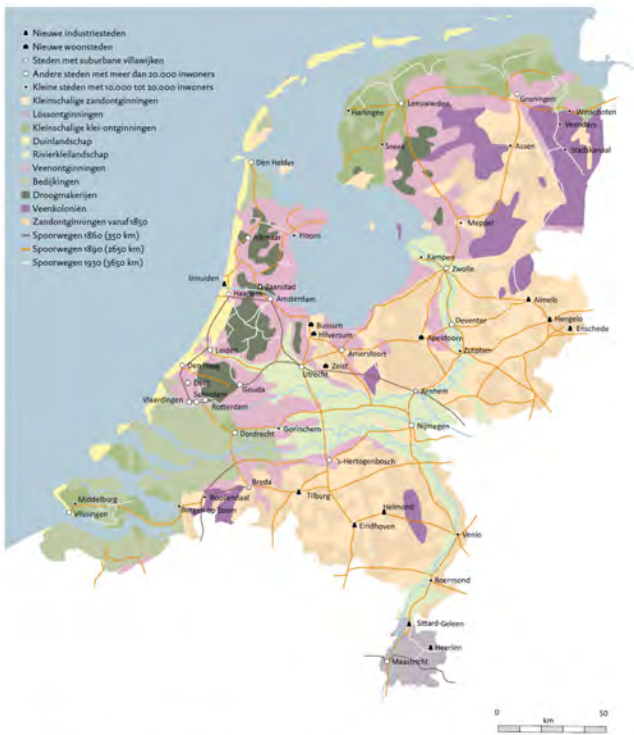 Nieuwe industriesteden
Nieuwe woonsteden
Steden met suburbane villawijken
Andere steden met meer dan 20.000 inwoners
Kleine steden met 10.000 tot 20.000 inwoners
Kleinschalige zandontginningen
Lössontginningen
Kleinschalige klei-ontginningen
Duinlandschap
Rivierkleilandschap
Veenontginningen
Bedijkingen
Droogmakerijen
Veenkoloniën
Zandontginningen vanaf 1850
Spoorwegen 1860 (350 km)
Spoorwegen 1890 (2650 km)
Spoorwegen 1930 (3650 km)
Groningen
Leeuwarden
Harlingen
Winschoten
Veendam
Stadskanaal
Sneek
Assen
Den Helder
Meppel
Alkmaar
Hoorn
Kampen
Zwolle
IJmuiden
Zaanstad
Haarlem
Amsterdam
Almelo
Hengelo
Enschede
Bussum
Hilversum
Deventer
Apeldoorn
Zutphen
Leiden
Amersfoort
Zeist
Utrecht
Den Haag
Delft
Gouda
Arnhem
Schiedam
Vlaardingen
Rotterdam
Nijmegen
Gorinchem
Dordrecht
's-Hertogenbosch
Breda
Roosendaal
Tilburg
Helmond
Middelburg
Bergen op Zoom
Vlissingen
Eindhoven
Venlo
Roermond
Sittard-Geleen
Heerlen
Maastricht
0
50
km